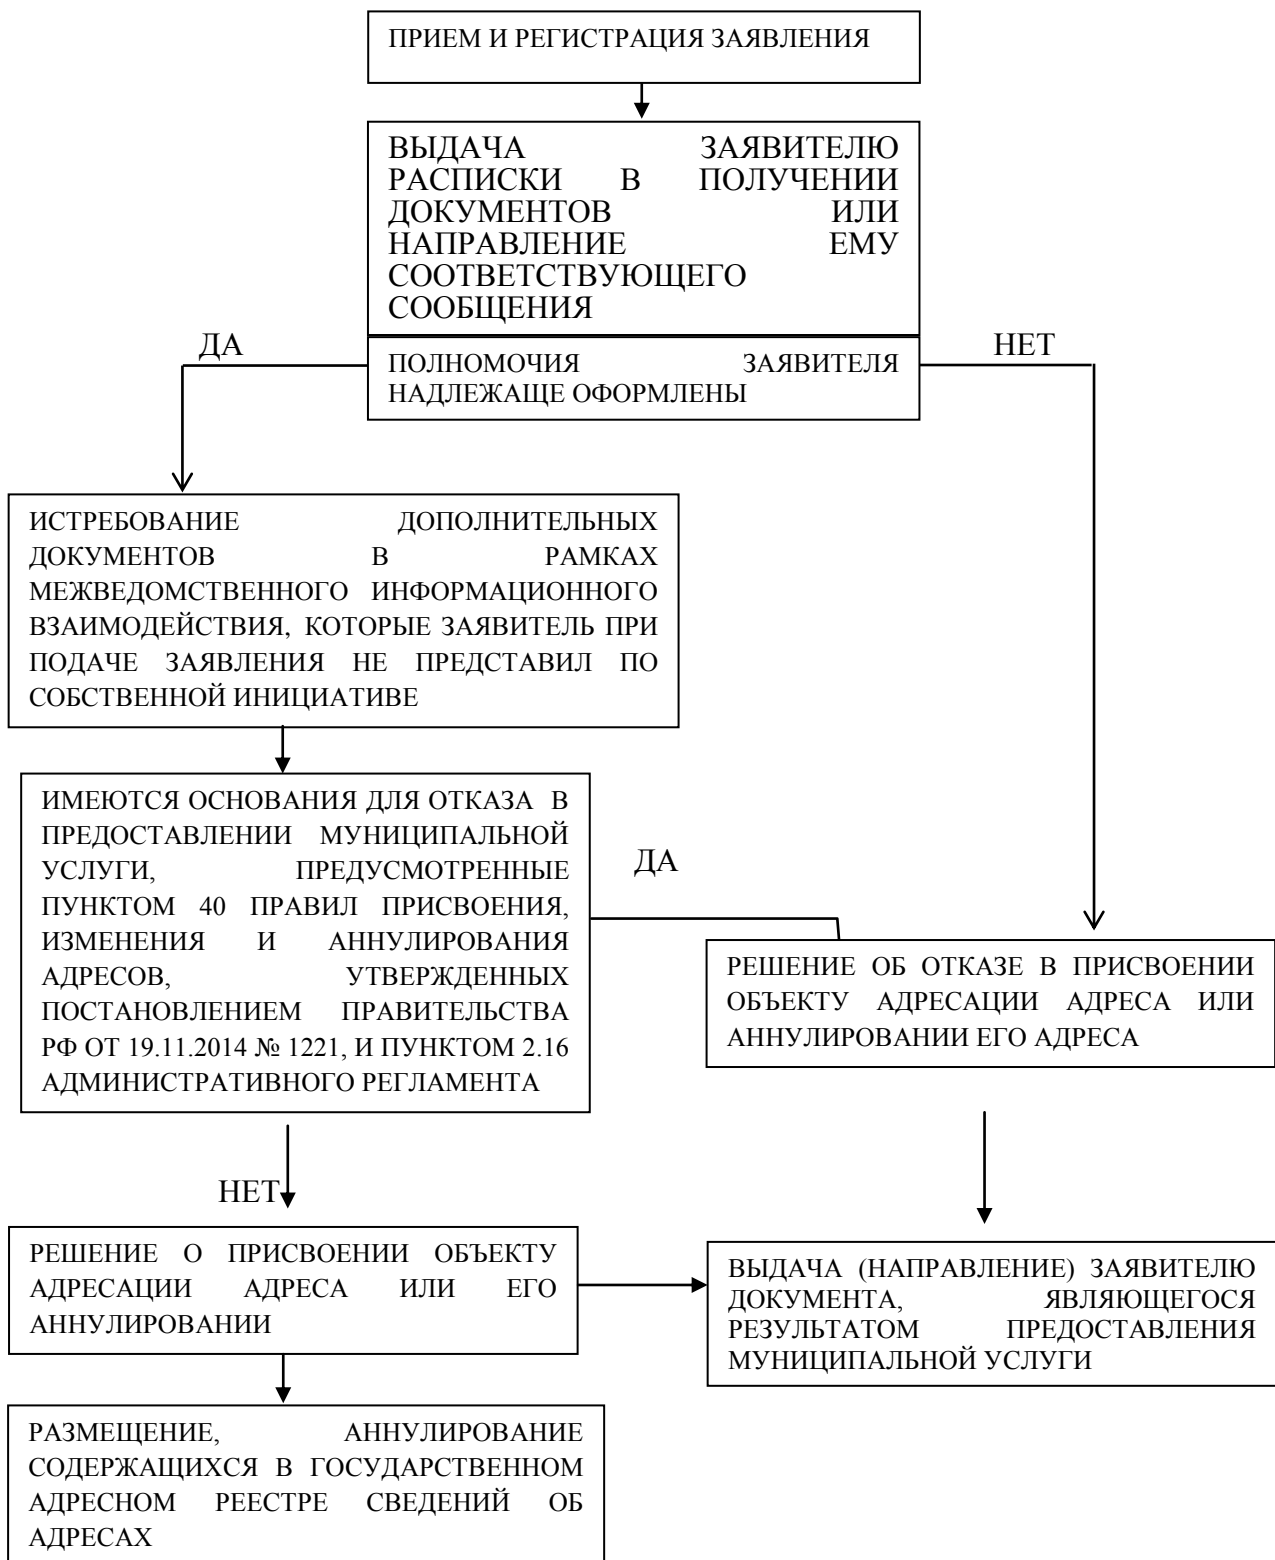 ПРИЕМ И РЕГИСТРАЦИЯ ЗАЯВЛЕНИЯ
ВЫДАЧА ЗАЯВИТЕЛЮ
РАСПИСКИ В ПОЛУЧЕНИИ
ДОКУМЕНТОВ ИЛИ
НАПРАВЛЕНИЕ ЕМУ
СООТВЕТСТВУЮЩЕГО
СООБЩЕНИЯ
ДА
НЕТ
ПОЛНОМОЧИЯ ЗАЯВИТЕЛЯ
НАДЛЕЖАЩЕ ОФОРМЛЕНЫ
ИСТРЕБОВАНИЕ ДОПОЛНИТЕЛЬНЫХ
ДОКУМЕНТОВ В РАМКАХ
МЕЖВЕДОМСТВЕННОГО ИНФОРМАЦИОННОГО
ВЗАИМОДЕЙСТВИЯ, КОТОРЫЕ ЗАЯВИТЕЛЬ ПРИ
ПОДАЧЕ ЗАЯВЛЕНИЯ НЕ ПРЕДСТАВИЛ ПО
СОБСТВЕННОЙ ИНИЦИАТИВЕ
ИМЕЮТСЯ ОСНОВАНИЯ ДЛЯ ОТКАЗА В
ПРЕДОСТАВЛЕНИИ МУНИЦИПАЛЬНОЙ
УСЛУГИ, ПРЕДУСМОТРЕННЫЕ
ПУНКТОМ 40 ПРАВИЛ ПРИСВОЕНИЯ,
ИЗМЕНЕНИЯ И АННУЛИРОВАНИЯ
АДРЕСОВ, УТВЕРЖДЕННЫХ
ПОСТАНОВЛЕНИЕМ ПРАВИТЕЛЬСТВА
РФ ОТ 19.11.2014 № 1221, И ПУНКТОМ 2.16
АДМИНИСТРАТИВНОГО РЕГЛАМЕНТА
ДА
РЕШЕНИЕ ОБ ОТКАЗЕ В ПРИСВОЕНИИ
ОБЪЕКТУ АДРЕСАЦИИ АДРЕСА ИЛИ
АННУЛИРОВАНИИ ЕГО АДРЕСА
НЕТ
РЕШЕНИЕ О ПРИСВОЕНИИ ОБЪЕКТУ
АДРЕСАЦИИ АДРЕСА ИЛИ ЕГО
АННУЛИРОВАНИИ
ВЫДАЧА (НАПРАВЛЕНИЕ) ЗАЯВИТЕЛЮ
ДОКУМЕНТА, ЯВЛЯЮЩЕГОСЯ
РЕЗУЛЬТАТОМ ПРЕДОСТАВЛЕНИЯ
МУНИЦИПАЛЬНОЙ УСЛУГИ
РАЗМЕЩЕНИЕ, АННУЛИРОВАНИЕ
СОДЕРЖАЩИХСЯ В ГОСУДАРСТВЕННОМ
АДРЕСНОМ РЕЕСТРЕ СВЕДЕНИЙ ОБ
АДРЕСАХ